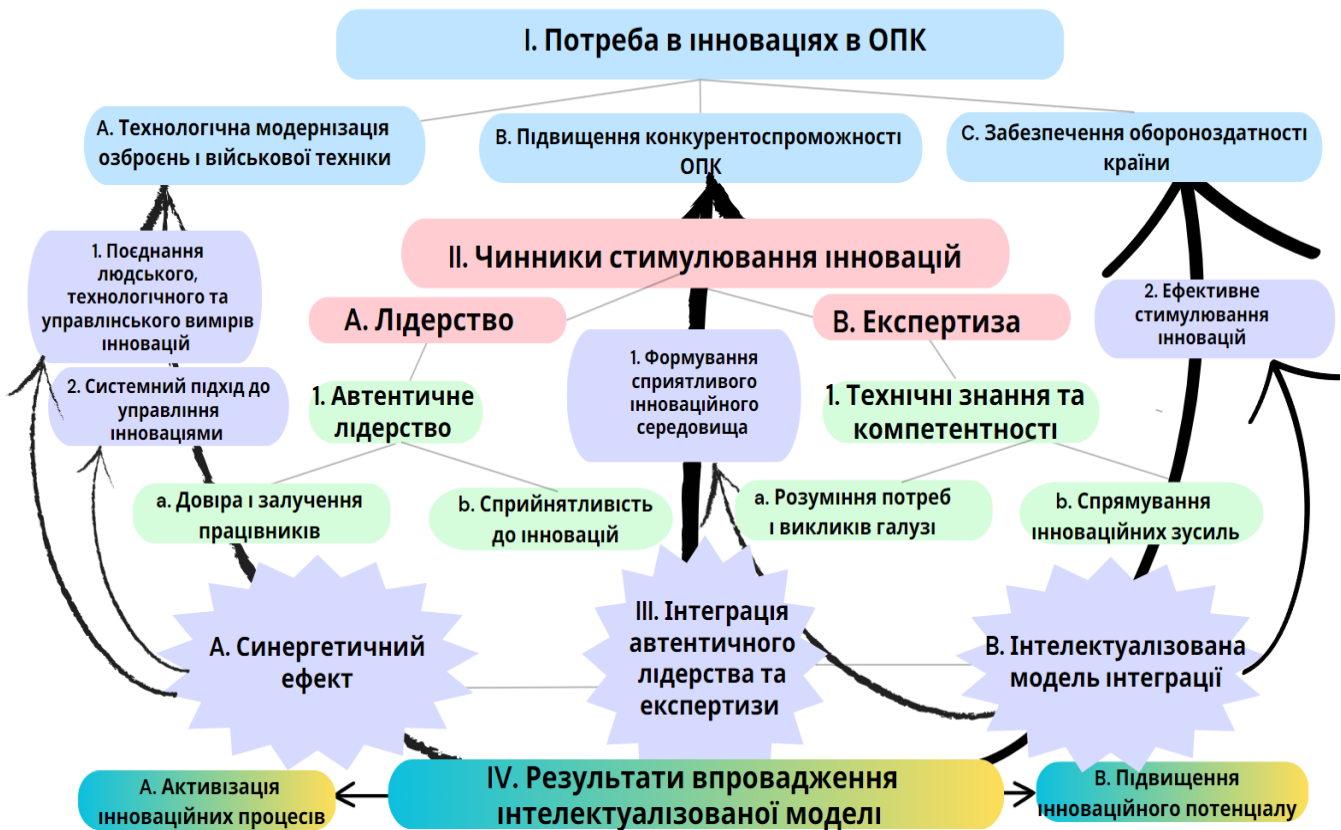 I. Потреба в інноваціях в ОПК
A. Технологічна модернізація
озброєнь і військової техніки
B. Підвищення конкурентоспроможності
ОПК
C. Забезпечення обороноздатності
країни
II. Чинники стимулювання інновацій
A. Лідерство
B. Експертиза
1. Поєднання
людського,
технологічного та
управлінського вимірів
інновацій
2. Системний підхід до
управління
інноваціями
1. Автентичне
лідерство
1. Формування
сприятливого
інноваційного
середовища
1. Технічні знання та
компетентності
2. Ефективне
стимулювання
інновацій
a. Довіра і залучення
працівників
b. Сприйнятливість
до інновацій
a. Розуміння потреб
і викликів галузі
b. Спрямування
інноваційних зусиль
A. Синергетичний
ефект
III. Інтеграція
автентичного
лідерства та
експертизи
B. Інтелектуалізована
модель інтеграції
IV. Результати впровадження
інтелектуалізованої моделі
A. Активізація
інноваційних процесів
B. Підвищення
інноваційного потенціалу